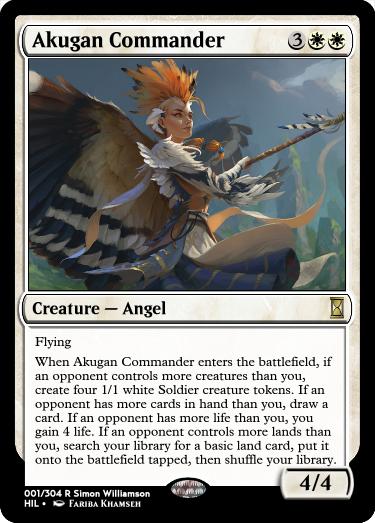 Akugan Commander 3
Creature — Angel
Flying
When Akugan Commander enters the battlefield, if
an opponent controls more creatures than you,
create four 1/1 white Soldier creature tokens. If an
opponent has more cards in hand than you, draw a
card. If an opponent has more life than you, you
gain 4 life. If an opponent controls more lands than
you, search your library for a basic land card, put it
onto the battlefield tapped, then shuffle your library.
4/4
001/304 R Simon Williamson
HIL • Fariba Khamseh